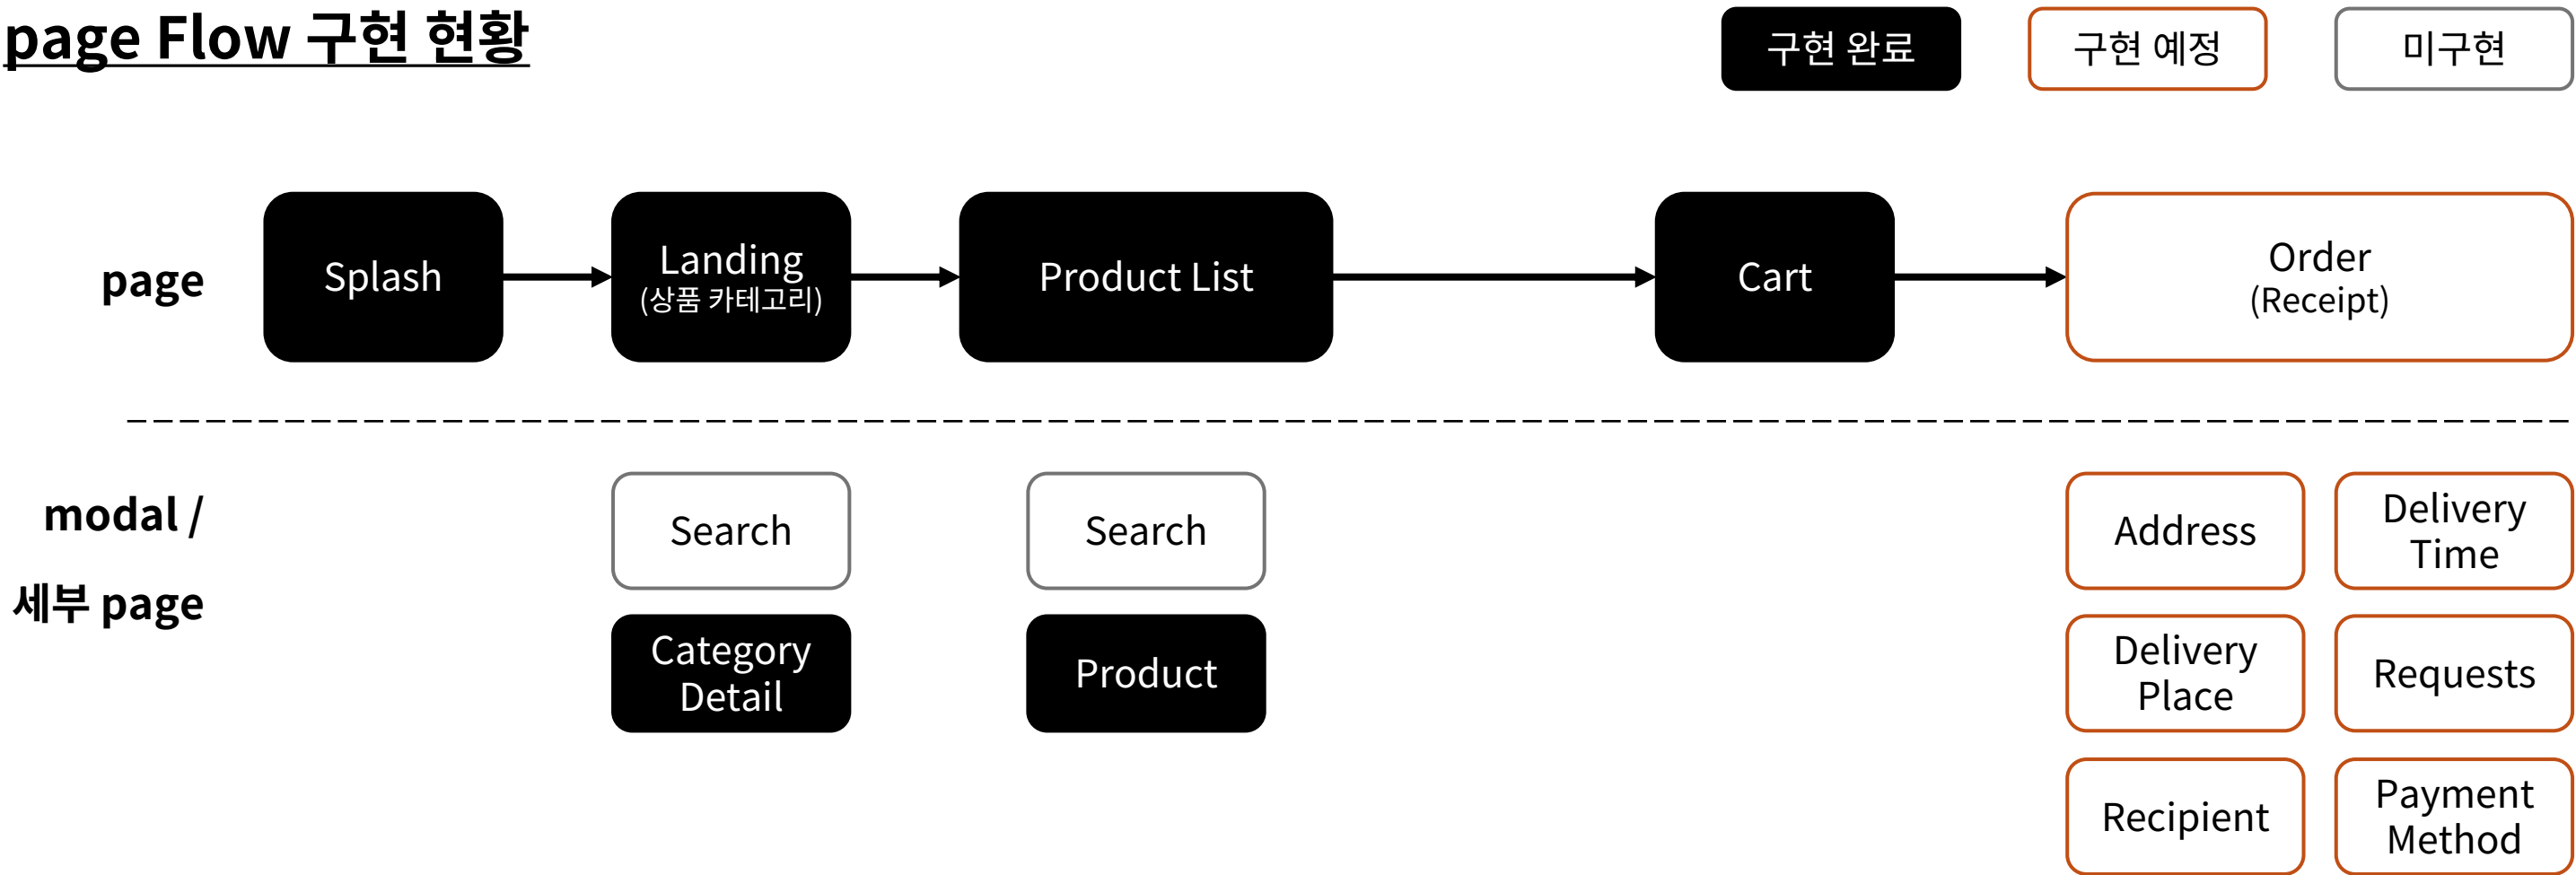 page Flow 구현 현황
구현 완료
구현 예정
미구현
page
Splash
Landing
(상품 카테고리)
Product List
Cart
Order
(Receipt)
modal /
세부 page
Search
Category
Detail
Search
Product
Address
Delivery
Time
Delivery
Place
Requests
Recipient
Payment
Method